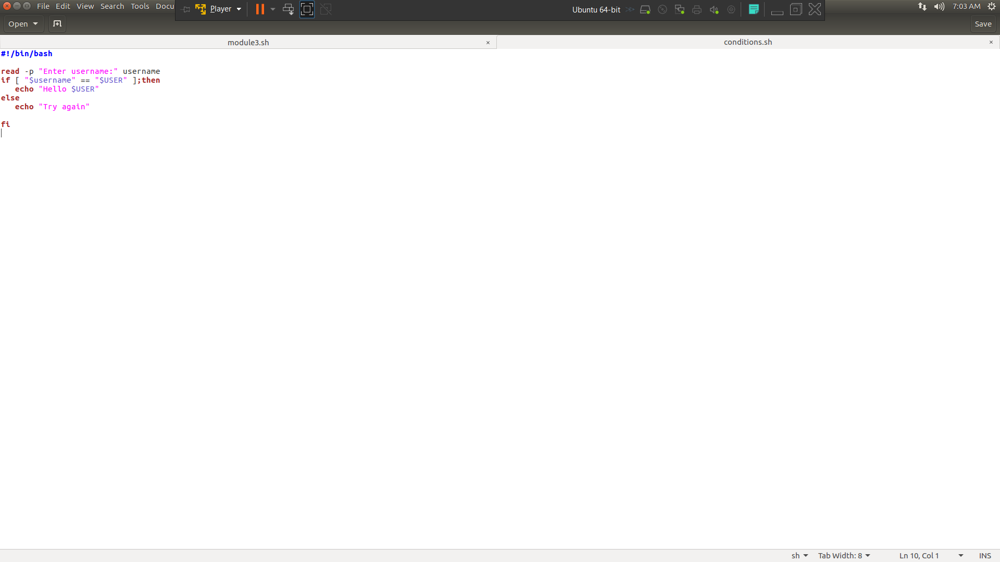 File Edit View Search Tools Docu
Player
Ubuntu 64-bit
7:03 AM
Open
Save
module3.sh ×
conditions.sh ×
#!/bin/bash
read -p "Enter username:" username
if [ "$username" == "$USER" ];then
   echo "Hello $USER"
else
   echo "Try again"
fi
sh
Tab Width: 8
Ln 10, Col 1
INS